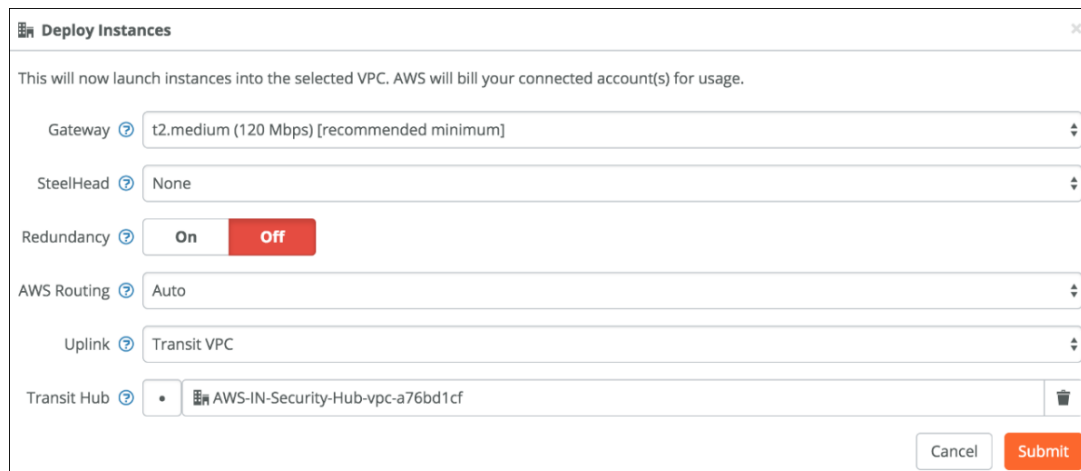 Deploy Instances
This will now launch instances into the selected VPC. AWS will bill your connected account(s) for usage.
Gateway ? t2.medium (120 Mbps) [recommended minimum]
SteelHead ? None
Redundancy ? On Off
AWS Routing ? Auto
Uplink ? Transit VPC
Transit Hub ? • AWS-IN-Security-Hub-vpc-a76bd1cf
Cancel Submit